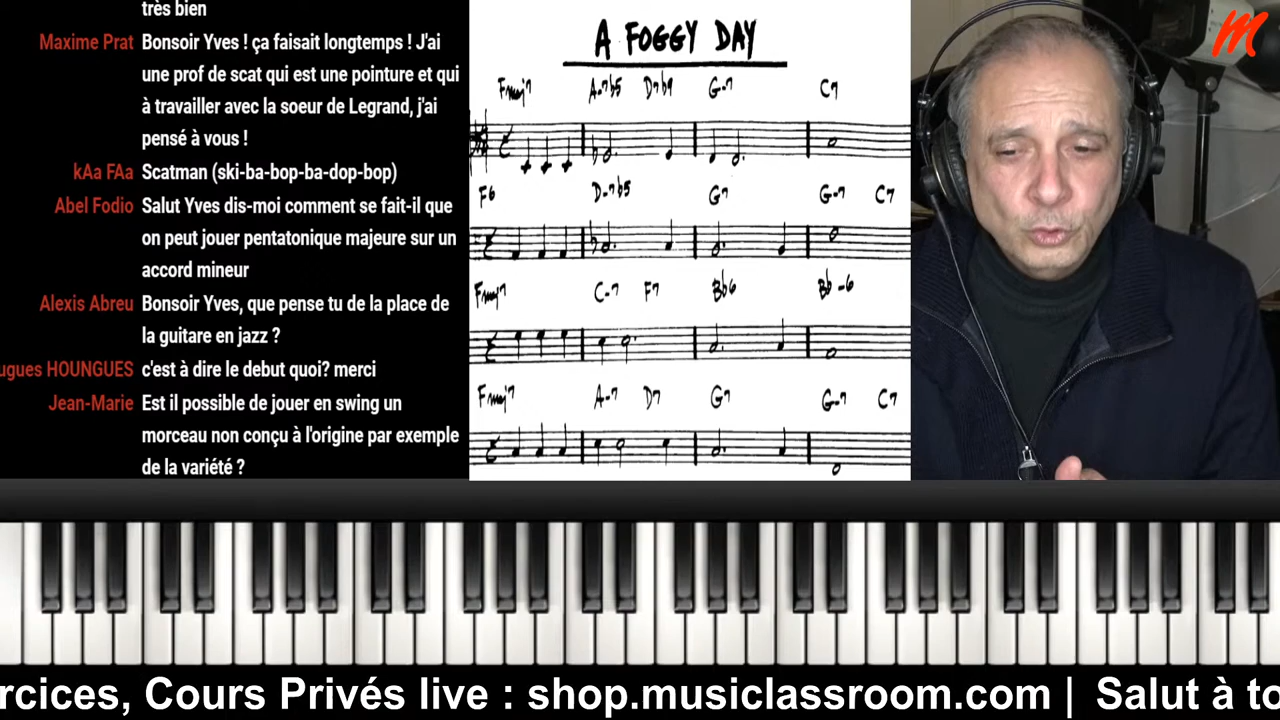 très bien
Maxime Prat Bonsoir Yves ! ça faisait longtemps ! J'ai
une prof de scat qui est une pointure et qui
à travailler avec la soeur de Legrand, j'ai
pensé à vous !
kAa FAa Scatman (ski-ba-bop-ba-dop-bop)
Abel Fodio Salut Yves dis-moi comment se fait-il que
on peut jouer pentatonique majeure sur un
accord mineur
Alexis Abreu Bonsoir Yves, que pense tu de la place de
la guitare en jazz ?
ugues HOUNGUES c'est à dire le debut quoi? merci
Jean-Marie Est il possible de jouer en swing un
morceau non conçu à l'origine par exemple
de la variété ?
A FOGGY DAY
Fmaj7 A-7b5 D7b9 G-7 C7
F6 D-7b5 G7 G-7 C7
Fmaj7 C-7 F7 Bb6 Bb-6
Fmaj7 A-7 D7 G7 G-7 C7
M
rcices, Cours Privés live : shop.musiclassroom.com | Salut à to